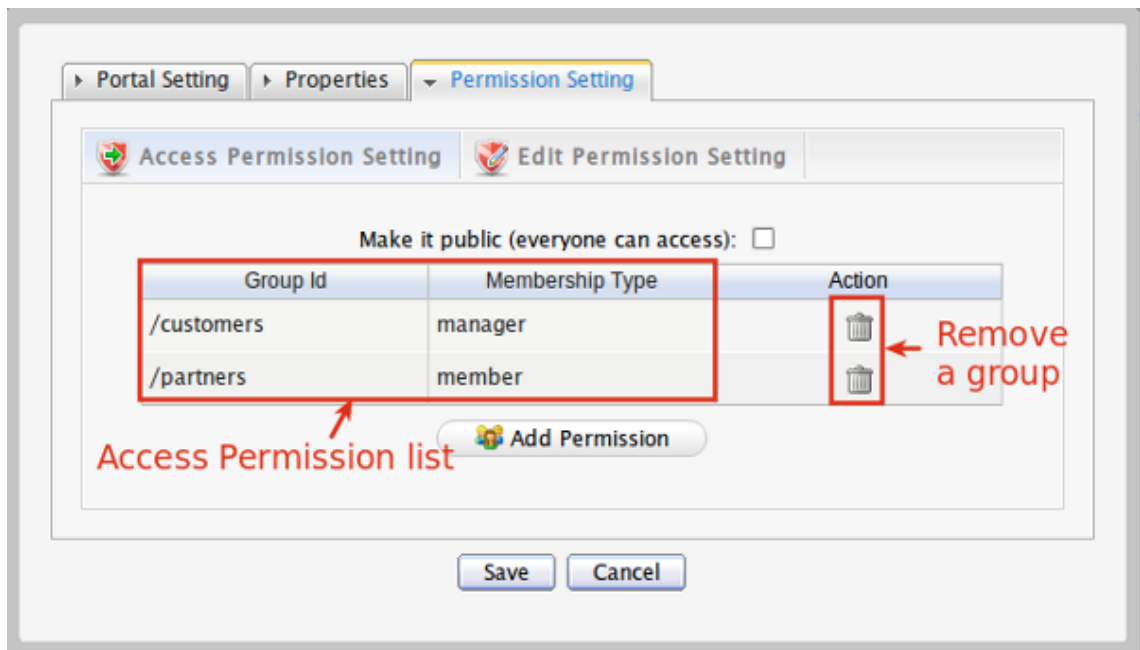 Portal Setting Properties Permission Setting
Access Permission Setting Edit Permission Setting
Make it public (everyone can access):
Group Id Membership Type Action
/customers manager
/partners member
Remove
a group
Add Permission
Access Permission list
Save Cancel